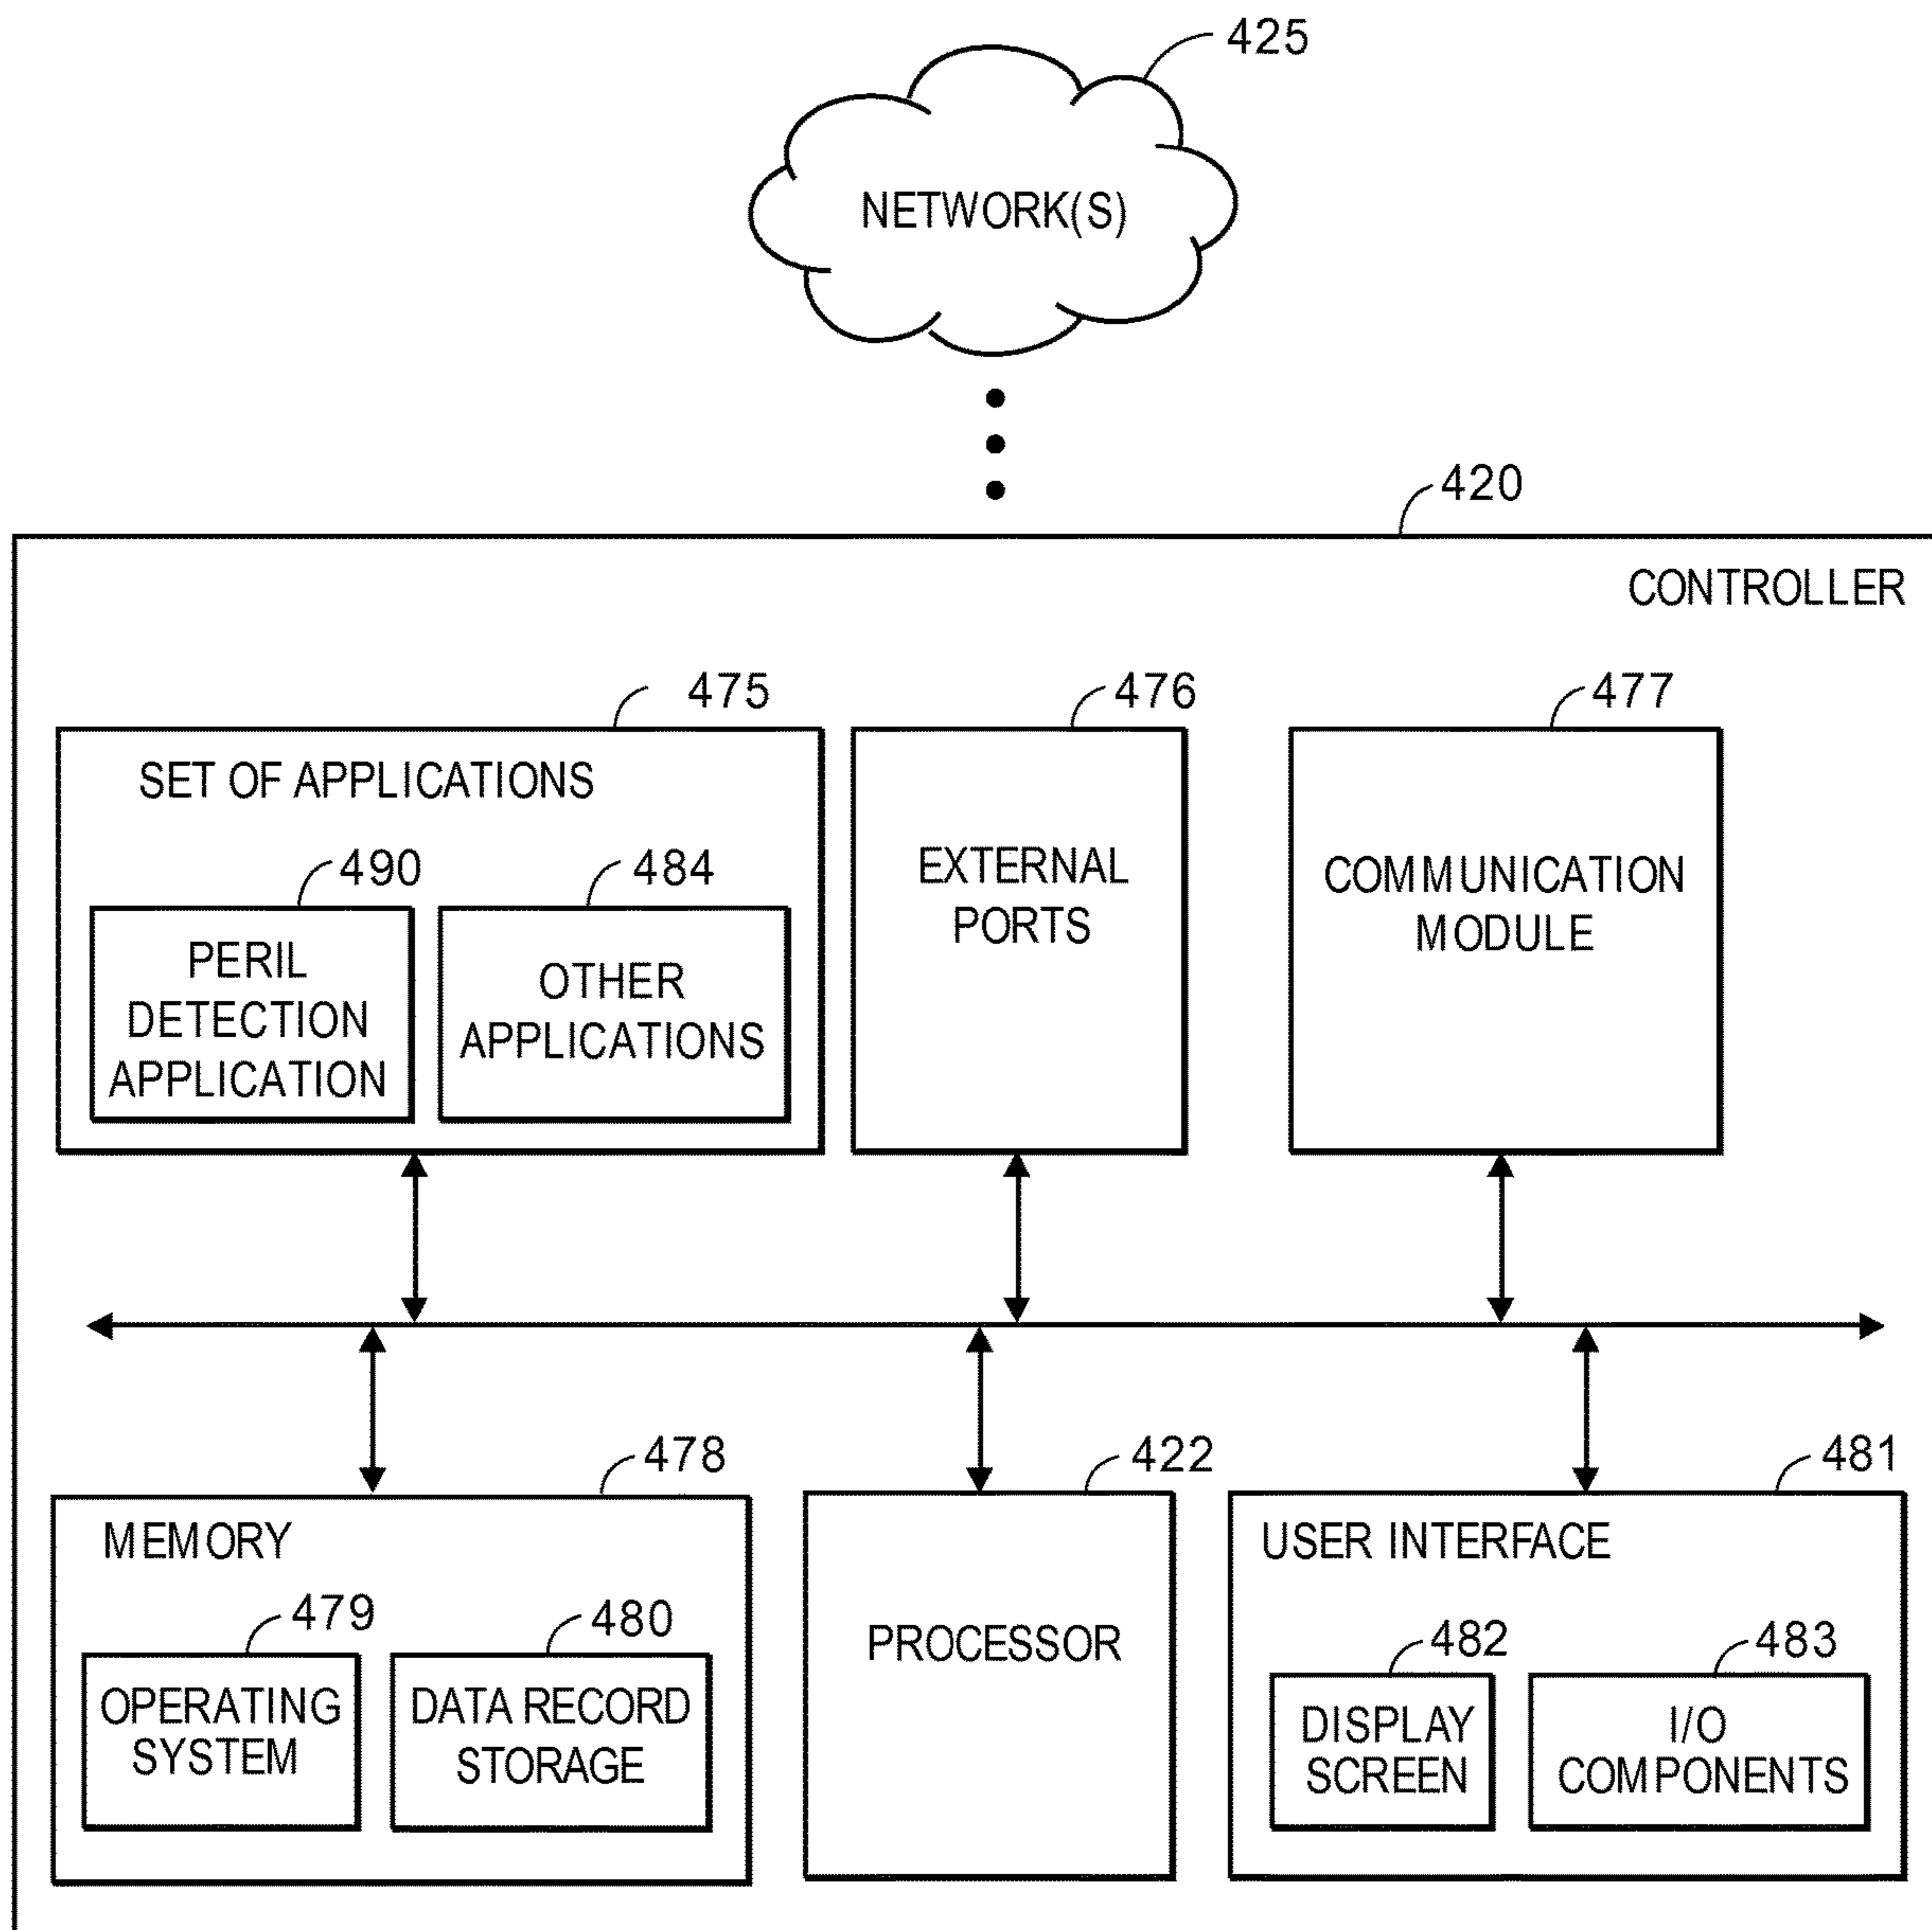 425
NETWORK(S)
420
CONTROLLER
475
476
477
SET OF APPLICATIONS
490
484
PERIL
DETECTION
APPLICATION
OTHER
APPLICATIONS
EXTERNAL
PORTS
COMMUNICATION
MODULE
478
422
481
MEMORY
479
480
OPERATING
SYSTEM
DATA RECORD
STORAGE
PROCESSOR
USER INTERFACE
482
483
DISPLAY
SCREEN
I/O
COMPONENTS